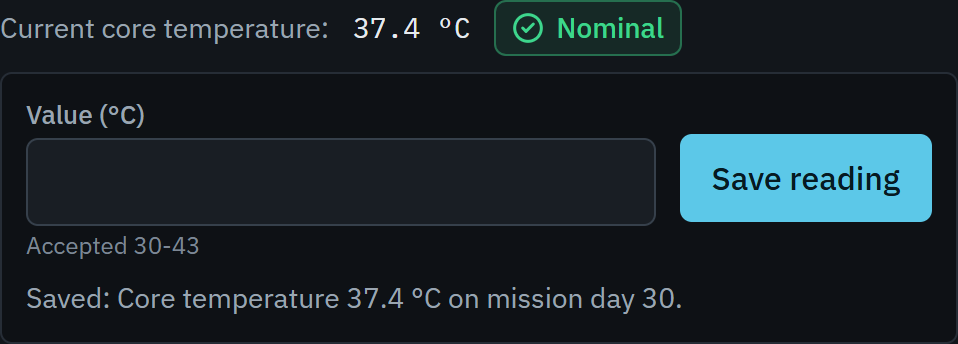 Current core temperature: 37.4 °C Nominal
Value (°C)
Save reading
Accepted 30-43
Saved: Core temperature 37.4 °C on mission day 30.